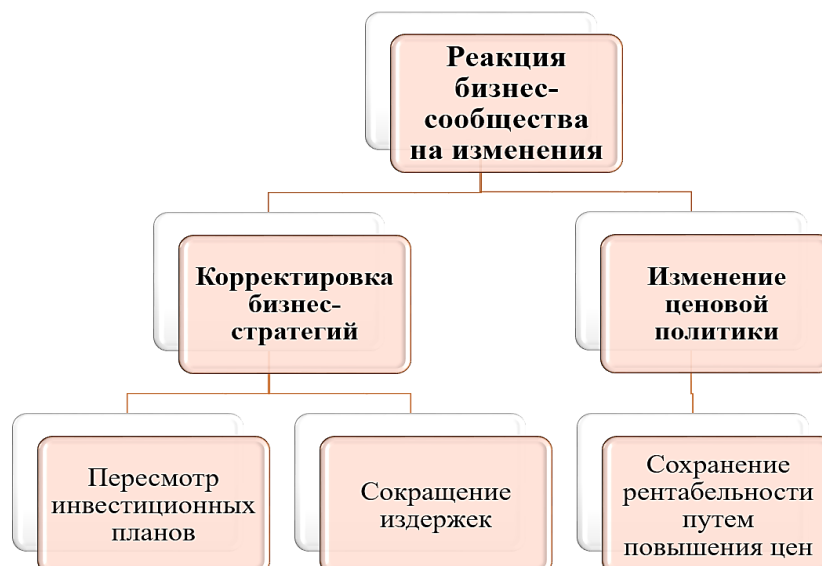 Реакция
бизнес-
сообщества
на изменения
Корректировка
бизнес-
стратегий
Изменение
ценовой
политики
Пересмотр
инвестиционных
планов
Сокращение
издержек
Сохранение
рентабельности
путем
повышения цен